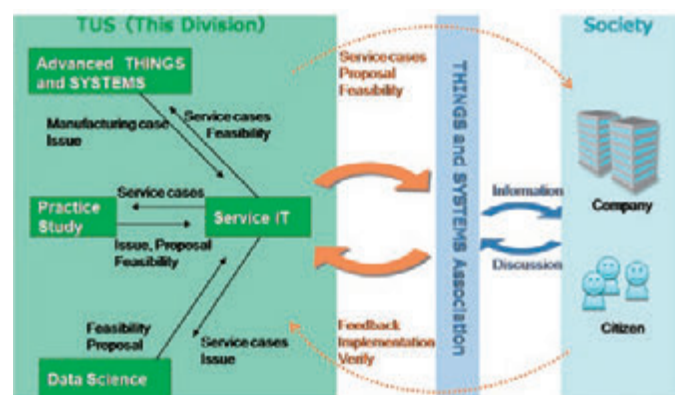 TUS (This Division)
Society
Advanced THINGS
and SYSTEMS
Service cases
Proposal
Feasibility
Service cases
Feasibility
Manufacturing case
Issue
THINGS and SYSTEMS Association
Service cases
Practice
Study
Service IT
Information
Company
Issue, Proposal
Feasibility
Discussion
Feasibility
Proposal
Service cases
Issue
Feedback
Implementation
Verify
Citizen
Data Science